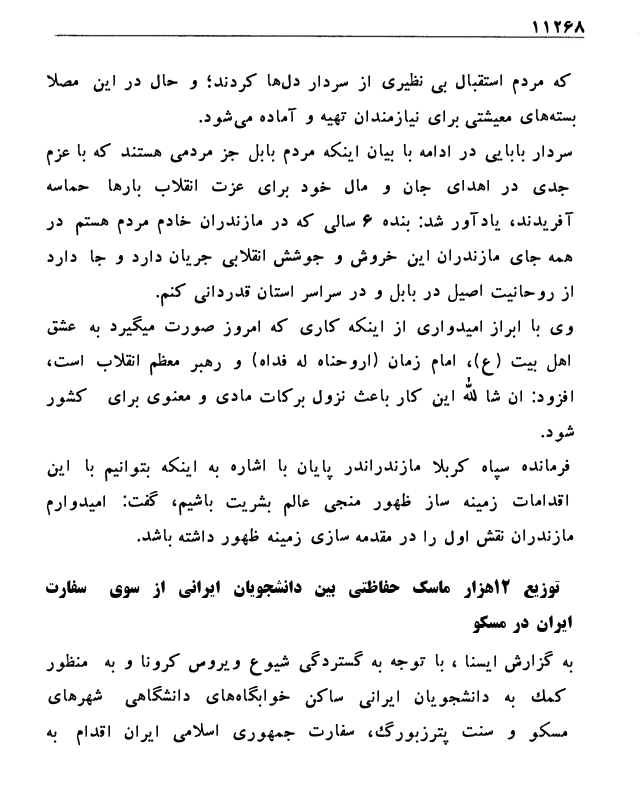 ۱۱۲۶۸
که مردم استقبال بی نظیری از سردار دل‌ها کردند؛ و حال در این مصلا
بسته‌های معیشتی برای نیازمندان تهیه و آماده می‌شود.
سردار بابایی در ادامه با بیان اینکه مردم بابل جز مردمی هستند که با عزم
جدی در اهدای جان و مال خود برای عزت انقلاب بارها حماسه
آفریدند، یادآور شد: بنده ۶ سالی که در مازندران خادم مردم هستم در
همه جای مازندران این خروش و جوشش انقلابی جریان دارد و جا دارد
از روحانیت اصیل در بابل و در سراسر استان قدردانی کنم.
وی با ابراز امیدواری از اینکه کاری که امروز صورت میگیرد به عشق
اهل بیت (ع)، امام زمان (اروحناه له فداه) و رهبر معظم انقلاب است،
افزود: ان شا لله این کار باعث نزول برکات مادی و معنوی برای کشور
شود.
فرمانده سپاه کربلا مازندراندر پایان با اشاره به اینکه بتوانیم با این
اقدامات زمینه ساز ظهور منجی عالم بشریت باشیم، گفت: امیدوارم
مازندران نقش اول را در مقدمه سازی زمینه ظهور داشته باشد.
توزیع ۱۲هزار ماسک حفاظتی بین دانشجویان ایرانی از سوی سفارت
ایران در مسکو
به گزارش ایسنا ، با توجه به گستردگی شیوع ویروس کرونا و به منظور
کمك به دانشجویان ایرانی ساکن خوابگاه‌های دانشگاهی شهرهای
مسکو و سنت پترزبورگ، سفارت جمهوری اسلامی ایران اقدام به